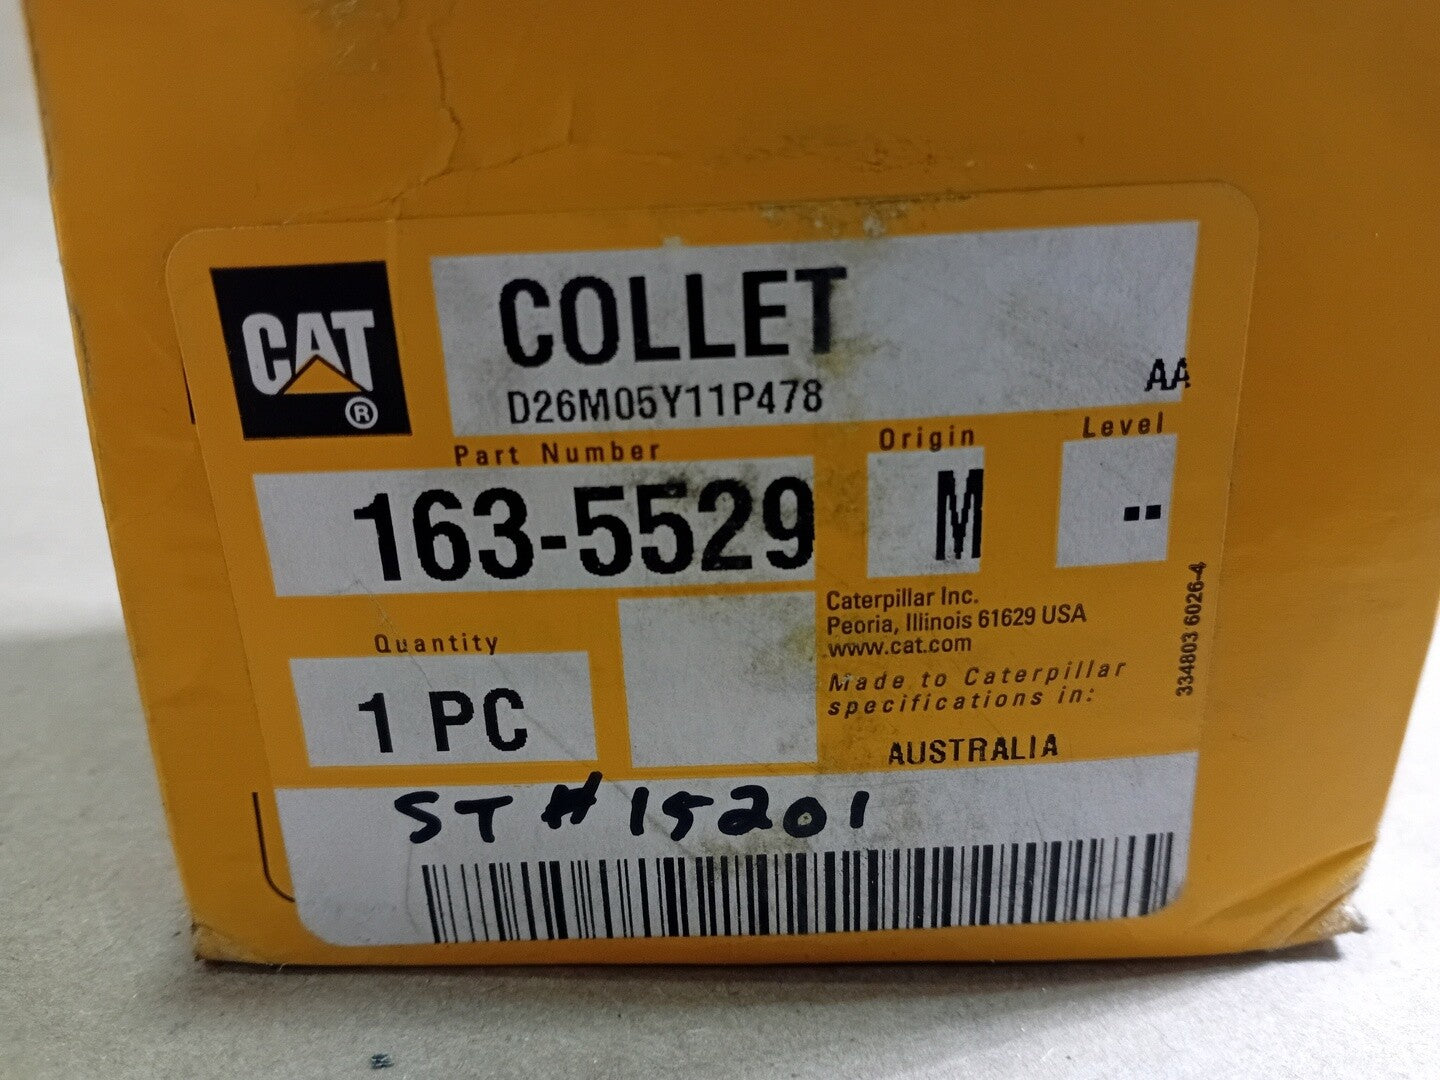 CAT
®
COLLET
D26M05Y11P478
AA
Part Number
Origin
Level
163-5529
M
--
Caterpillar Inc.
Peoria, Illinois 61629 USA
www.cat.com
Made to Caterpillar
specifications in:
AUSTRALIA
334803 6026-4
Quantity
1 PC
ST # 15201